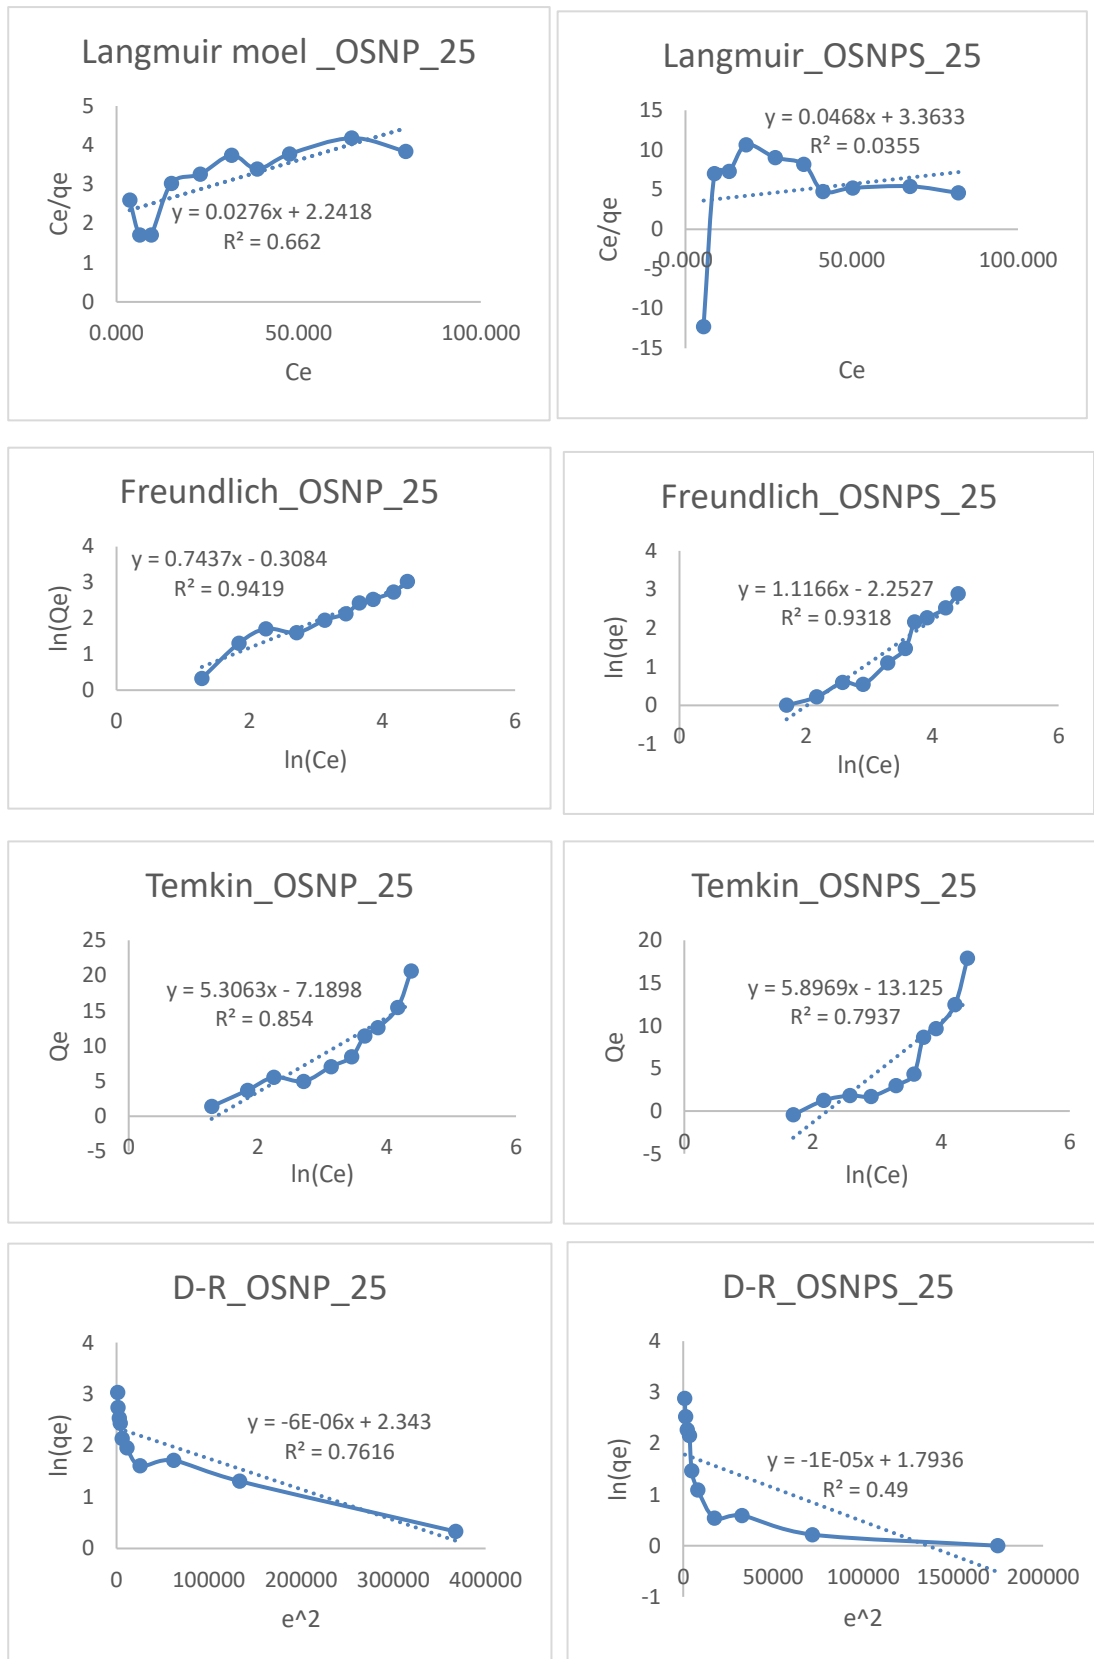 Langmuir moel _OSNP_25
5
4
3
2
1
0
Ce/qe
y = 0.0276x + 2.2418
R² = 0.662
0.000
50.000
100.000
Ce
Langmuir_OSNPS_25
15
10
5
0
-5
-10
-15
Ce/qe
y = 0.0468x + 3.3633
R² = 0.0355
0.000
50.000
100.000
Ce
Freundlich_OSNP_25
4
3
2
1
0
ln(Qe)
y = 0.7437x - 0.3084
R² = 0.9419
0
2
4
6
ln(Ce)
Freundlich_OSNPS_25
4
3
2
1
0
-1
ln(qe)
y = 1.1166x - 2.2527
R² = 0.9318
0
2
4
6
ln(Ce)
Temkin_OSNP_25
25
20
15
10
5
0
-5
Qe
y = 5.3063x - 7.1898
R² = 0.854
0
2
4
6
ln(Ce)
Temkin_OSNPS_25
20
15
10
5
0
-5
Qe
y = 5.8969x - 13.125
R² = 0.7937
0
2
4
6
ln(Ce)
D-R_OSNP_25
4
3
2
1
0
ln(qe)
y = -6E-06x + 2.343
R² = 0.7616
0
100000
200000
300000
400000
e^2
D-R_OSNPS_25
4
3
2
1
0
-1
ln(qe)
y = -1E-05x + 1.7936
R² = 0.49
0
50000
100000
150000
200000
e^2